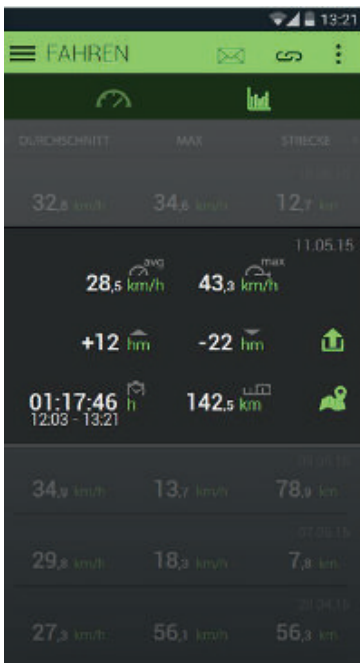 13:21
FAHREN
DURCHSCHNITT MAX STRECKE
32,8 km/h 34,6 km/h 12,7 km
11.05.15
avg max
28,5 km/h 43,3 km/h
+12 hm -22 hm
01:17:46 h 142,5 km
12:03 - 13:21
34,9 km/h 13,7 km/h 78,9 km
07.05.15
29,8 km/h 18,3 km/h 7,8 km
27,3 km/h 56,1 km/h 56,3 km